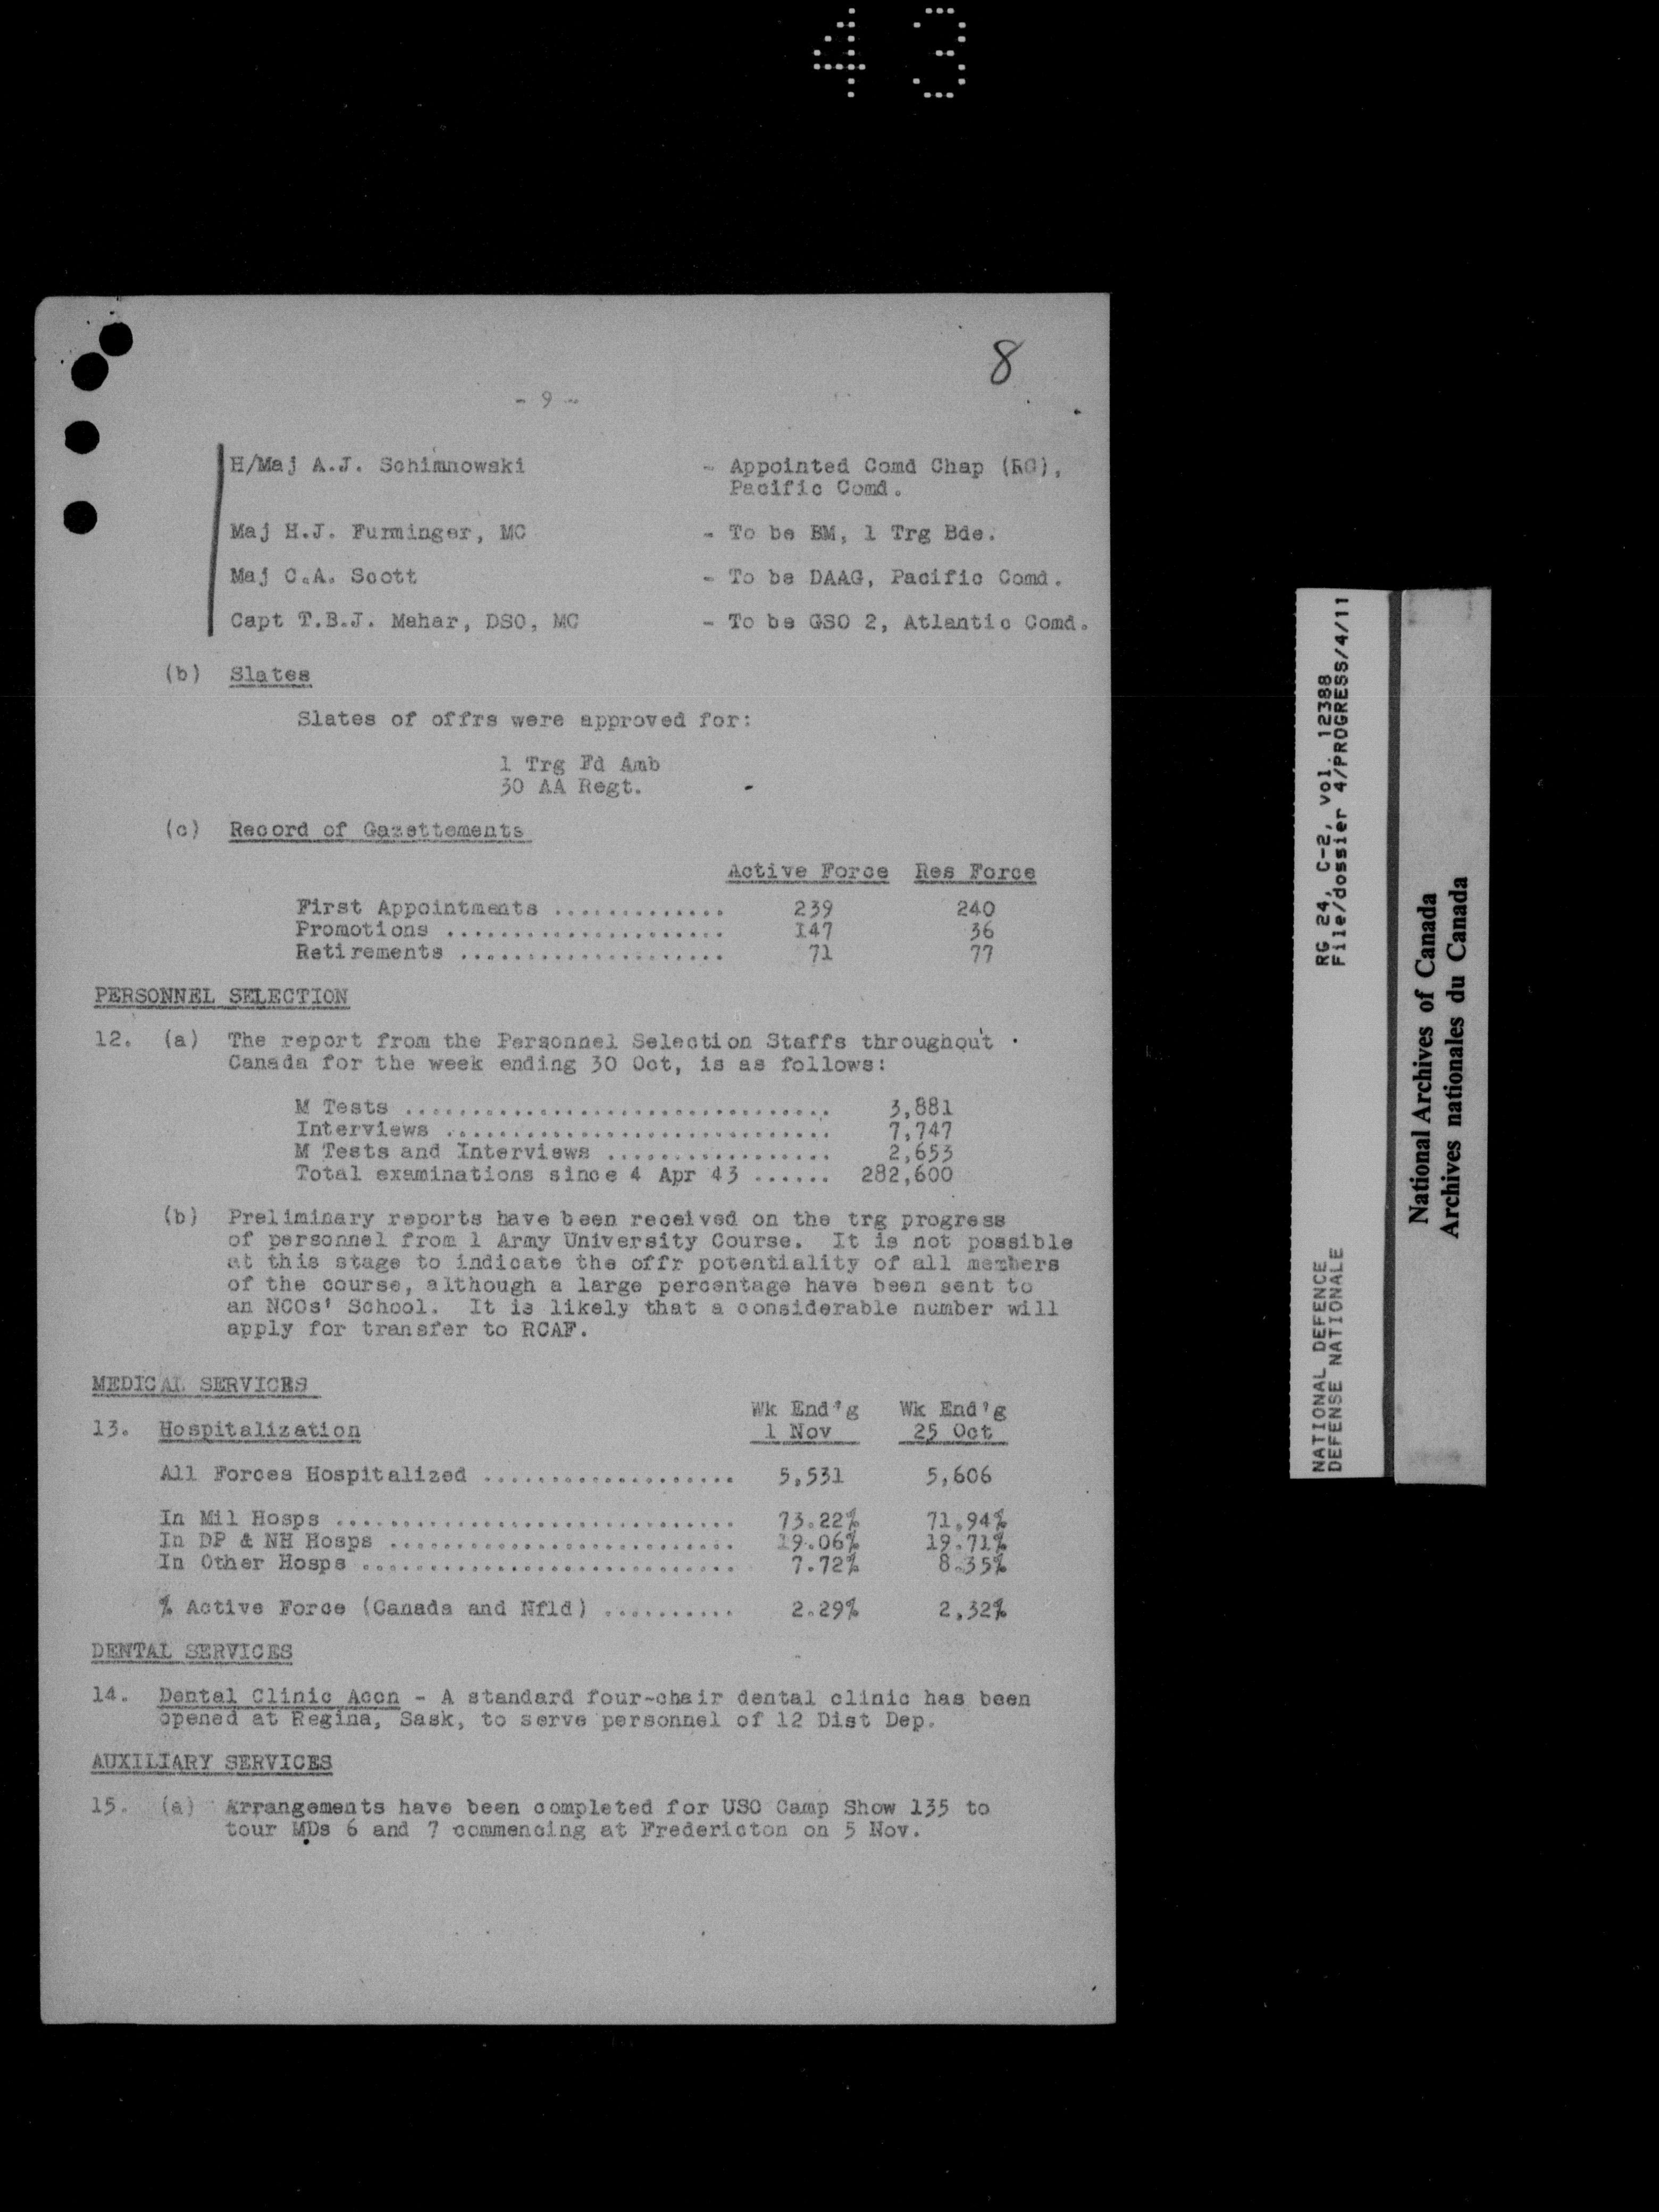 43
8
- 9 -
H/Maj A.J. Schimnowski - Appointed Comd Chap (RC),
Pacific Comd.
Maj H.J. Furminger, MC - To be BM, 1 Trg Bde.
Maj C.A. Scott - To be DAAG, Pacific Comd.
Capt T.B.J. Mahar, DSO, MC - To be GSO 2, Atlantic Comd.
(b) Slates
Slates of offrs were approved for:
1 Trg Fd Amb
30 AA Regt.
(c) Record of Gazettements
Active Force Res Force
First Appointments ............. 239 240
Promotions ..................... 147 36
Retirements .................... 71 77
PERSONNEL SELECTION
12. (a) The report from the Personnel Selection Staffs throughout
Canada for the week ending 30 Oct, is as follows:
M Tests ................................ 3,881
Interviews ............................. 7,747
M Tests and Interviews ................. 2,653
Total examinations since 4 Apr 43 ...... 282,600
(b) Preliminary reports have been received on the trg progress
of personnel from 1 Army University Course. It is not possible
at this stage to indicate the offr potentiality of all members
of the course, although a large percentage have been sent to
an NCOs' School. It is likely that a considerable number will
apply for transfer to RCAF.
MEDICAL SERVICES
Wk End'g Wk End'g
13. Hospitalization 1 Nov 25 Oct
All Forces Hospitalized ................... 5,531 5,606
In Mil Hosps .............................. 73.22% 71.94%
In DP & NH Hosps .......................... 19.06% 19.71%
In Other Hosps ............................ 7.72% 8.35%
% Active Force (Canada and Nfld) .......... 2.29% 2.32%
DENTAL SERVICES
14. Dental Clinic Accn - A standard four-chair dental clinic has been
opened at Regina, Sask, to serve personnel of 12 Dist Dep.
AUXILIARY SERVICES
15. (a) Arrangements have been completed for USO Camp Show 135 to
tour MDs 6 and 7 commencing at Fredericton on 5 Nov.
NATIONAL DEFENCE RG 24, C-2, vol. 12388
DEFENSE NATIONALE File/dossier 4/PROGRESS/4/11
National Archives of Canada
Archives nationales du Canada